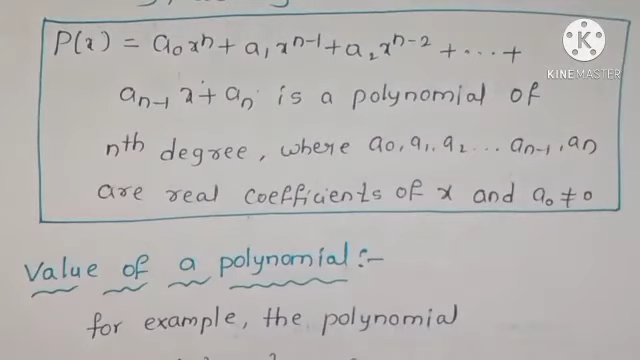 P(x) = a₀xⁿ + a₁xⁿ⁻¹ + a₂xⁿ⁻² + ... +
aₙ₋₁ x + aₙ is a polynomial of
nth degree, where a₀, a₁, a₂ ... aₙ₋₁, aₙ
are real coefficients of x and a₀ ≠ 0
Value of a polynomial :-
for example, the polynomial
KINEMASTER